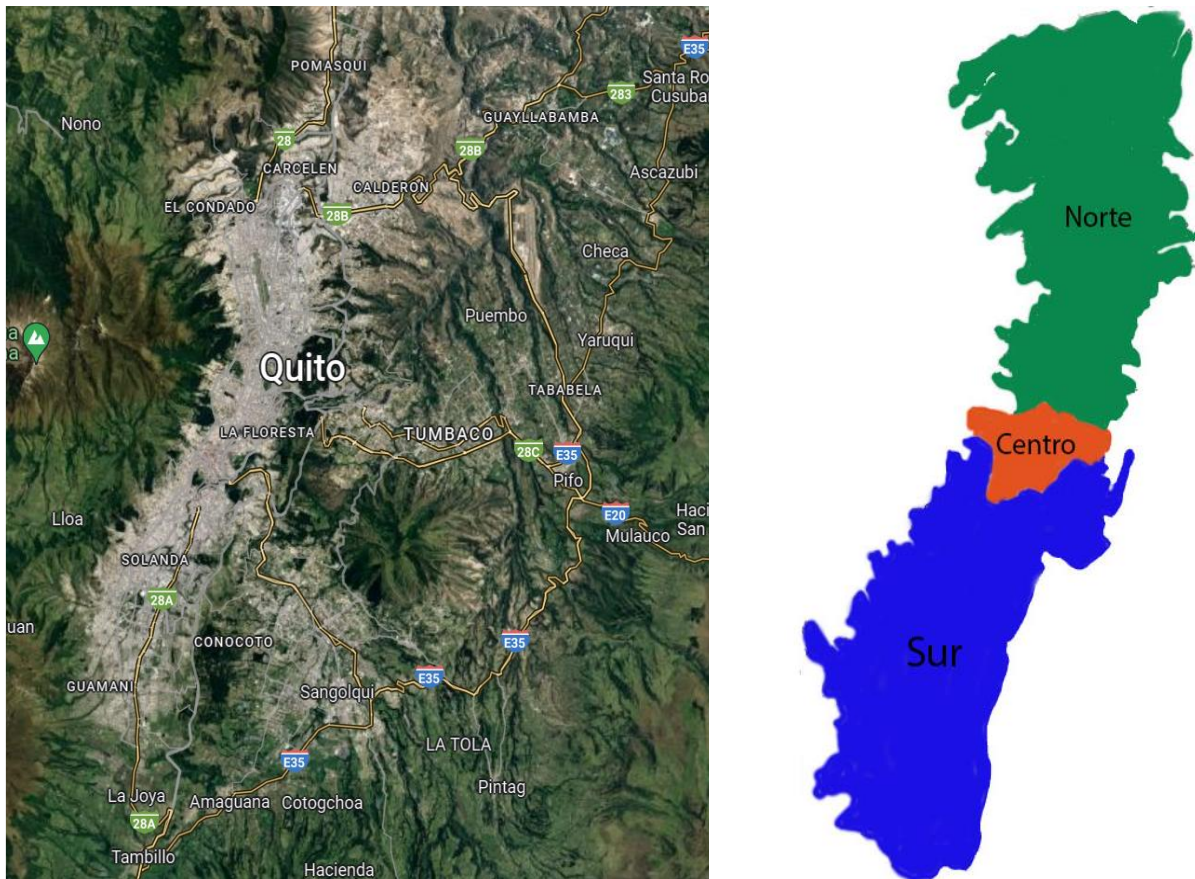 POMASQUI
E35
Santa Ro
Cusuba
283
Nono
GUAYLLABAMBA
28
28B
CARCELEN
CALDERON
Ascazubi
EL CONDADO
28B
Checa
Puembo
a
a
Yaruqui
Quito
TABABELA
LA FLORESTA
TUMBACO
28C
E35
Pifo
Lloa
E20
Haci
San
Mulauco
SOLANDA
28A
uan
CONOCOTO
E35
GUAMANI
Sangolqui
E35
LA TOLA
E35
Pintag
La Joya
Amaguana
Cotogchoa
28A
Tambillo
Hacienda
Norte
Centro
Sur